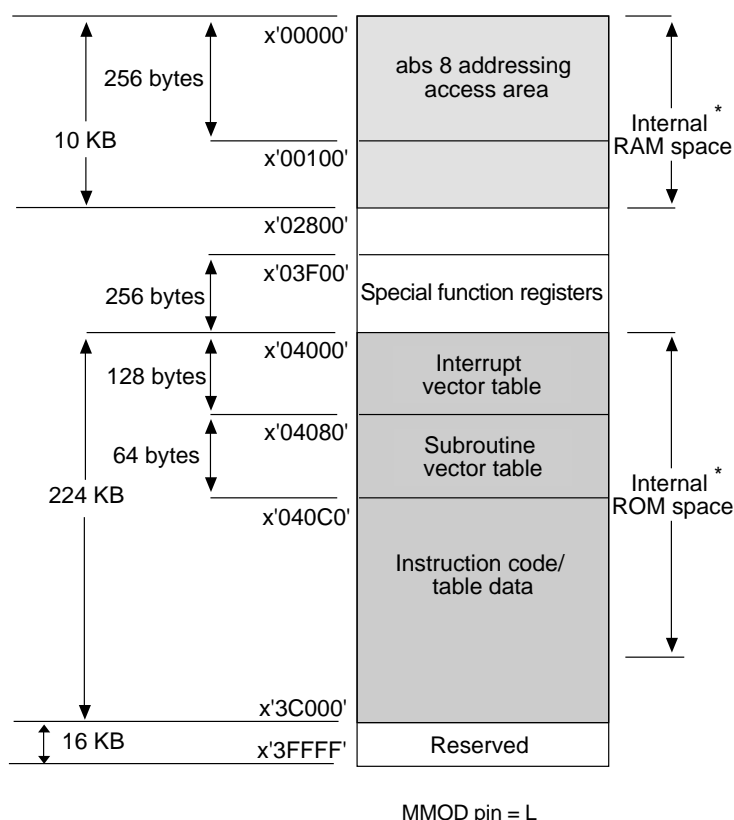 x'00000'
abs 8 addressing
access area
256 bytes
10 KB
Internal *
RAM space
x'00100'
x'02800'
x'03F00'
256 bytes
Special function registers
x'04000'
128 bytes
Interrupt
vector table
x'04080'
64 bytes
Subroutine
vector table
224 KB
Internal *
ROM space
x'040C0'
Instruction code/
table data
x'3C000'
16 KB
x'3FFFF'
Reserved
MMOD pin = L